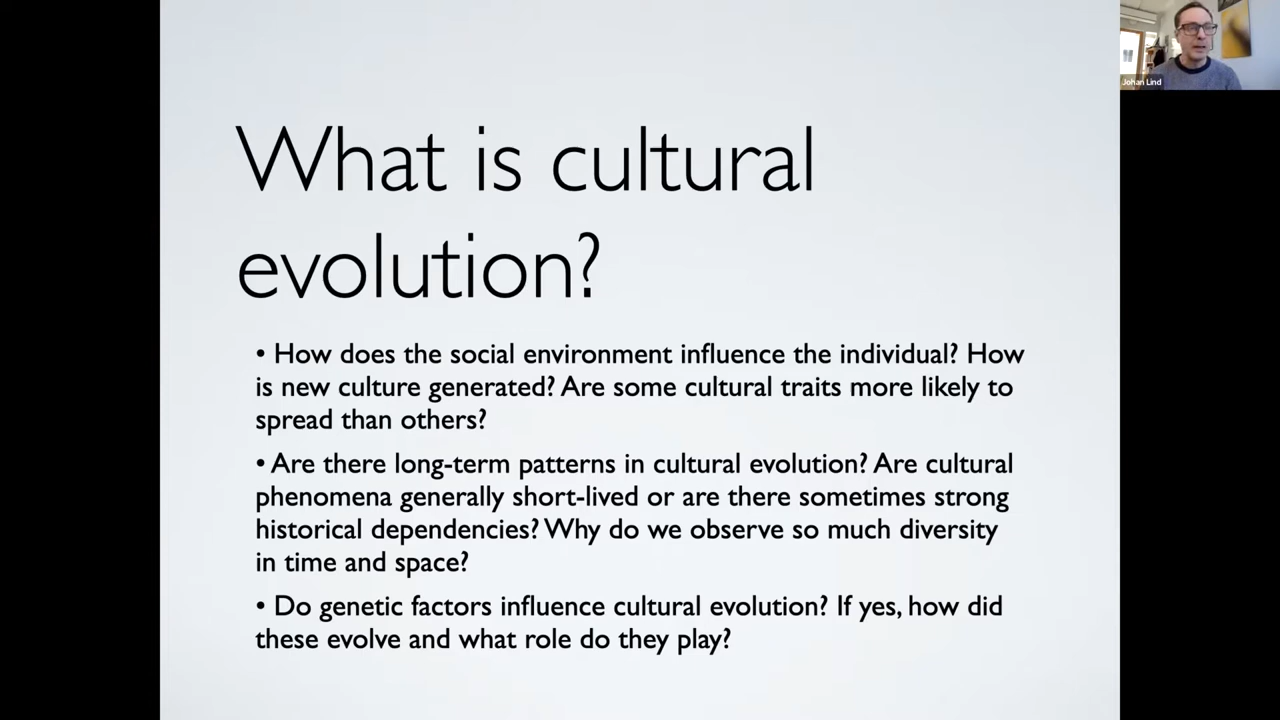 Johan Lind
What is cultural
evolution?
• How does the social environment influence the individual? How
is new culture generated? Are some cultural traits more likely to
spread than others?
• Are there long-term patterns in cultural evolution? Are cultural
phenomena generally short-lived or are there sometimes strong
historical dependencies? Why do we observe so much diversity
in time and space?
• Do genetic factors influence cultural evolution? If yes, how did
these evolve and what role do they play?